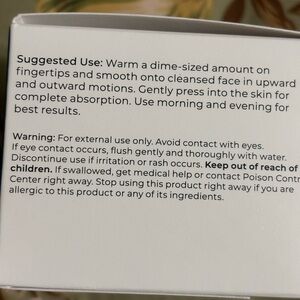 Suggested Use: Warm a dime-sized amount on
fingertips and smooth onto cleansed face in upward
and outward motions. Gently press into the skin for
complete absorption. Use morning and evening for
best results.
Warning: For external use only. Avoid contact with eyes.
If eye contact occurs, flush gently and thoroughly with water.
Discontinue use if irritation or rash occurs. Keep out of reach of
children. If swallowed, get medical help or contact Poison Contr
Center right away. Stop using this product right away if you are
allergic to this product or any of its ingredients.